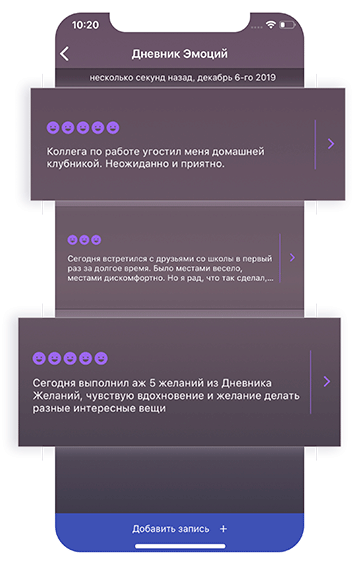 10:20
Дневник Эмоций
несколько секунд назад, декабрь 6-го 2019
Коллега по работе угостил меня домашней
клубникой. Неожиданно и приятно.
Сегодня встретился с друзьями со школы в первый
раз за долгое время. Было местами весело,
местами дискомфортно. Но я рад, что так сделал,...
Сегодня выполнил аж 5 желаний из Дневника
Желаний, чувствую вдохновение и желание делать
разные интересные вещи
Добавить запись +